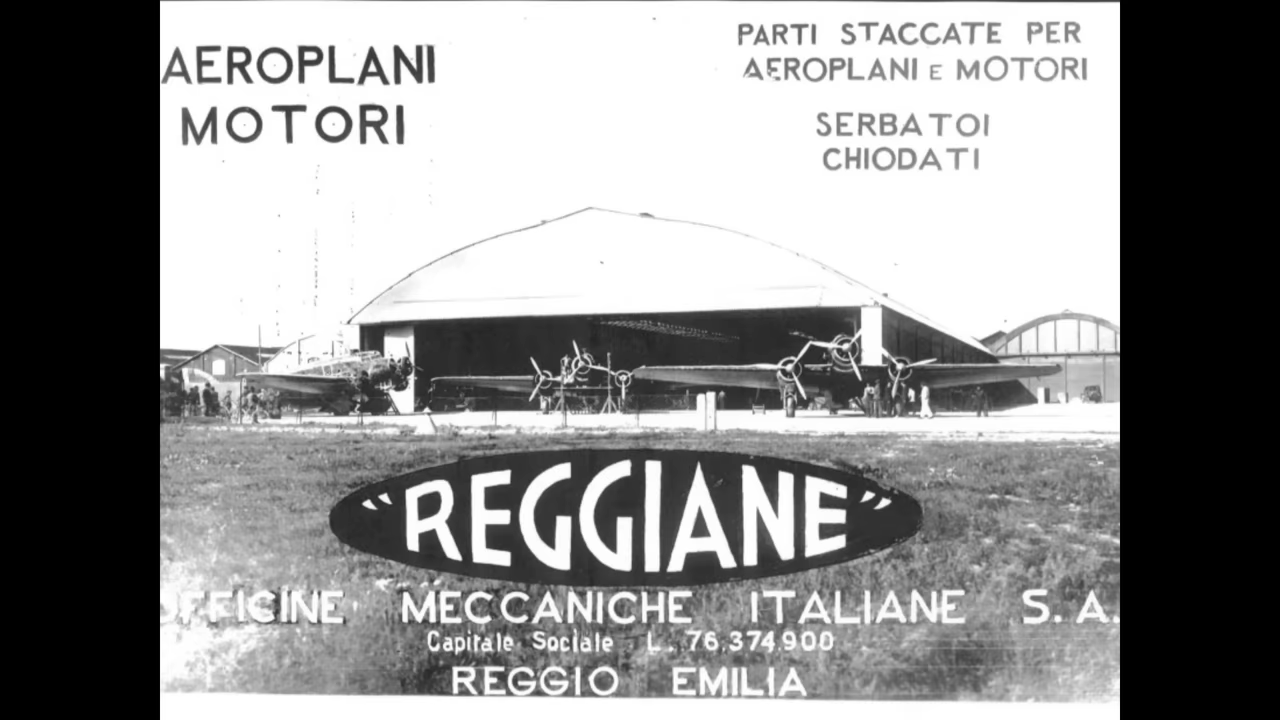 AEROPLANI
MOTORI
PARTI STACCATE PER
AEROPLANI E MOTORI
SERBATOI
CHIODATI
"REGGIANE"
OFFICINE MECCANICHE ITALIANE S.A.
Capitale Sociale L. 76.374.900
REGGIO EMILIA